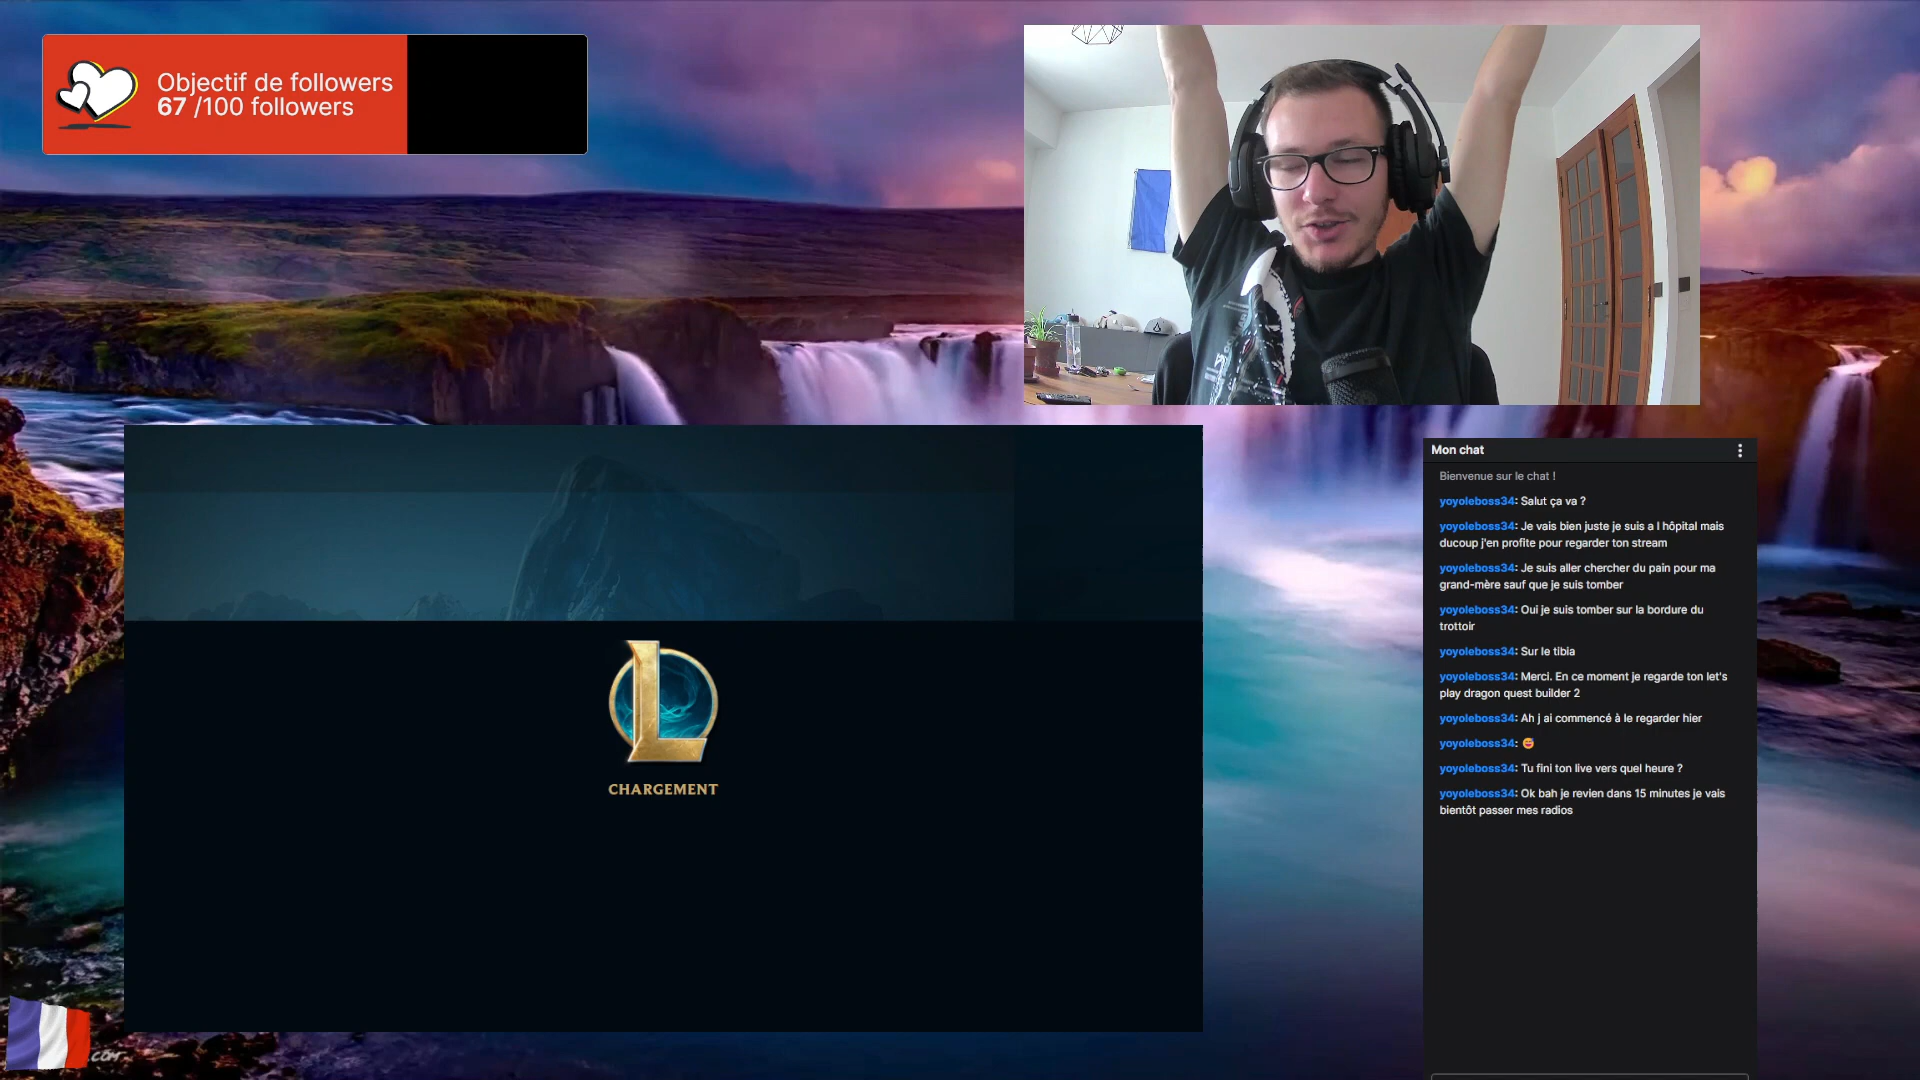 Objectif de followers
67 /100 followers
Mon chat
Bienvenue sur le chat !
yoyoleboss34: Salut ça va ?
yoyoleboss34: Je vais bien juste je suis a l hôpital mais
ducoup j'en profite pour regarder ton stream
yoyoleboss34: Je suis aller chercher du pain pour ma
grand-mère sauf que je suis tomber
yoyoleboss34: Oui je suis tomber sur la bordure du
trottoir
yoyoleboss34: Sur le tibia
yoyoleboss34: Merci. En ce moment je regarde ton let's
play dragon quest builder 2
yoyoleboss34: Ah j ai commencé à le regarder hier
yoyoleboss34: 😅
yoyoleboss34: Tu fini ton live vers quel heure ?
yoyoleboss34: Ok bah je revien dans 15 minutes je vais
bientôt passer mes radios
CHARGEMENT
.COM